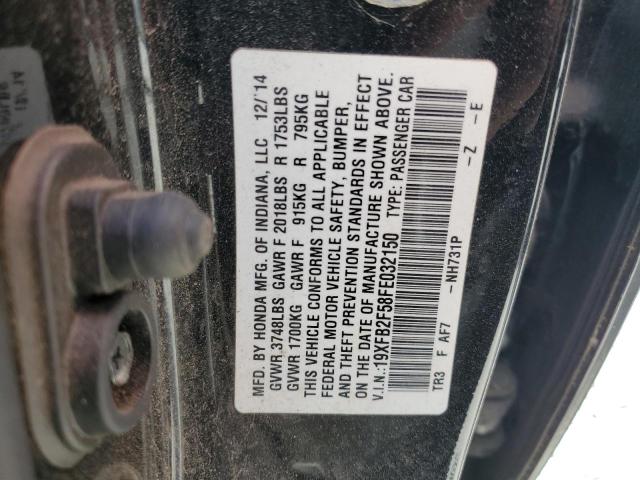 MFD. BY HONDA MFG. OF INDIANA, LLC 12/14
GVWR 3748LBS GAWR F 2018LBS R 1753LBS
GVWR 1700KG GAWR F 915KG R 795KG
THIS VEHICLE CONFORMS TO ALL APPLICABLE
FEDERAL MOTOR VEHICLE SAFETY, BUMPER,
AND THEFT PREVENTION STANDARDS IN EFFECT
ON THE DATE OF MANUFACTURE SHOWN ABOVE.
V.I.N.:19XFB2F58FE032150 TYPE: PASSENGER CAR
-NH731P -Z -E
TR3 F AF7